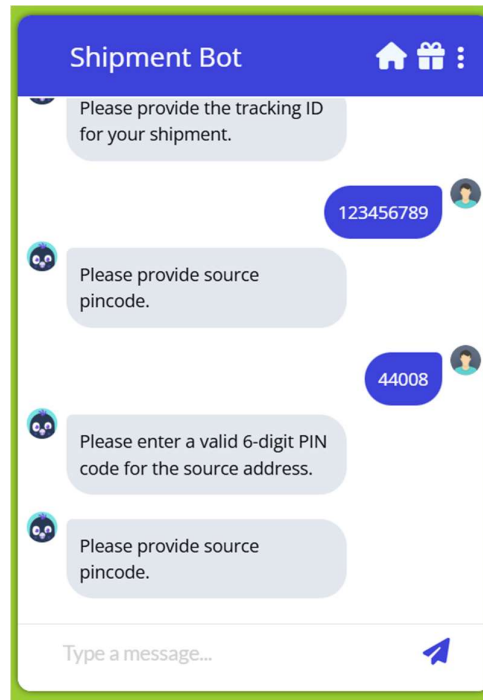 Shipment Bot
Please provide the tracking ID
for your shipment.
123456789
Please provide source
pincode.
44008
Please enter a valid 6-digit PIN
code for the source address.
Please provide source
pincode.
Type a message...